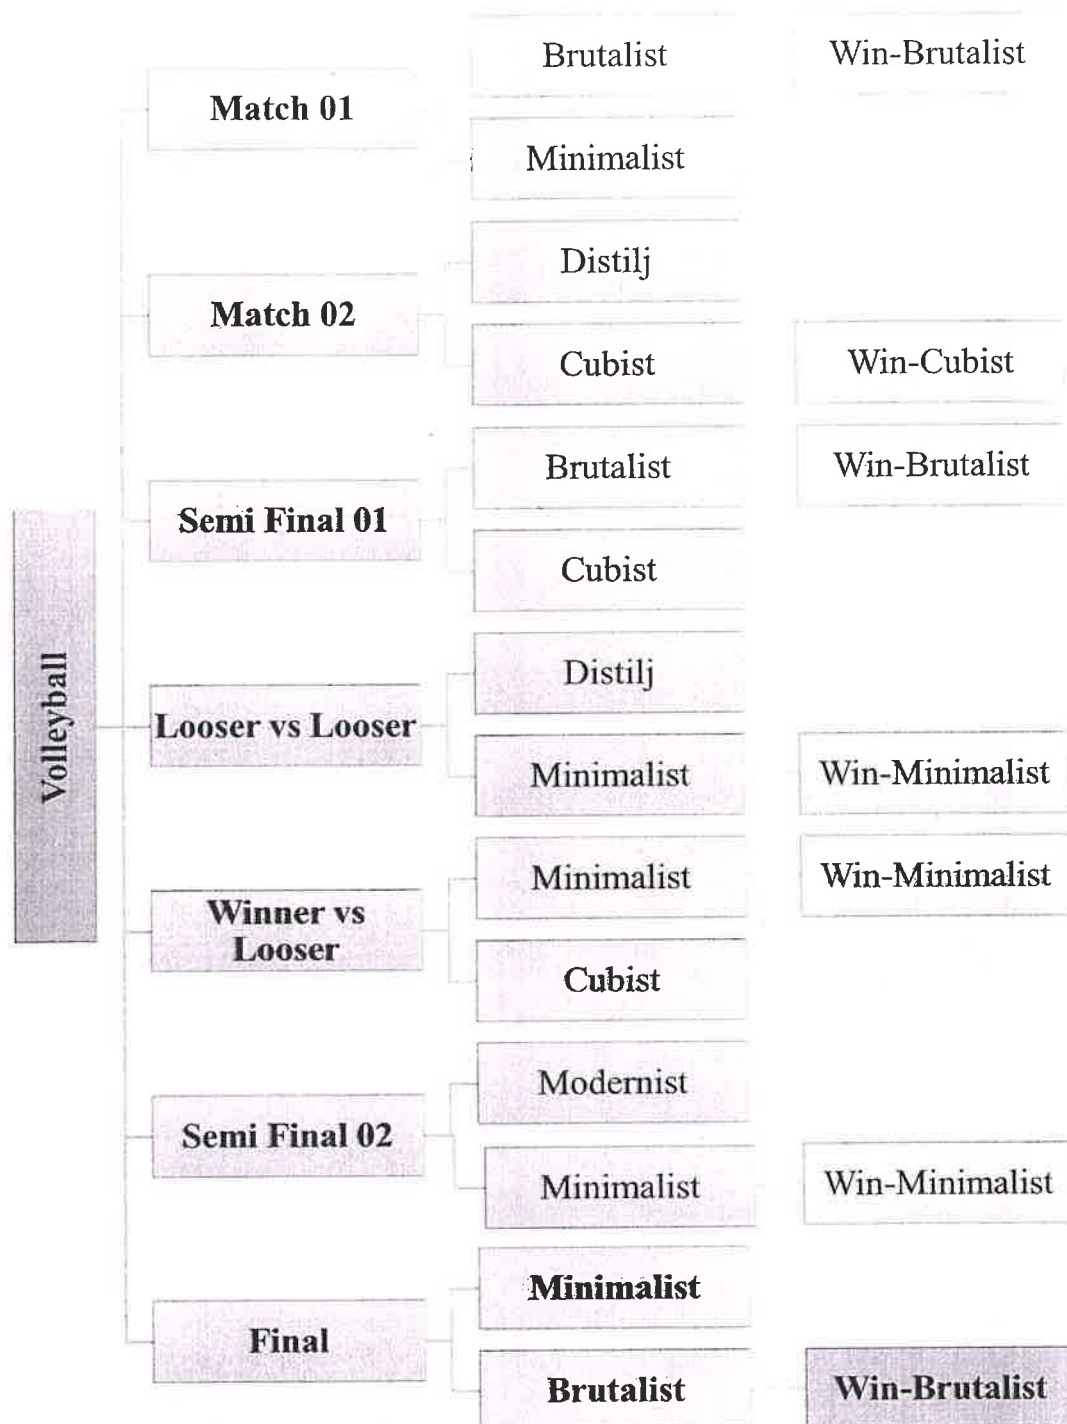 Brutalist
Win-Brutalist
Match 01
Minimalist
Distilj
Match 02
Cubist
Win-Cubist
Brutalist
Win-Brutalist
Semi Final 01
Cubist
Volleyball
Distilj
Looser vs Looser
Minimalist
Win-Minimalist
Minimalist
Win-Minimalist
Winner vs
Looser
Cubist
Modernist
Semi Final 02
Minimalist
Win-Minimalist
Minimalist
Final
Brutalist
Win-Brutalist